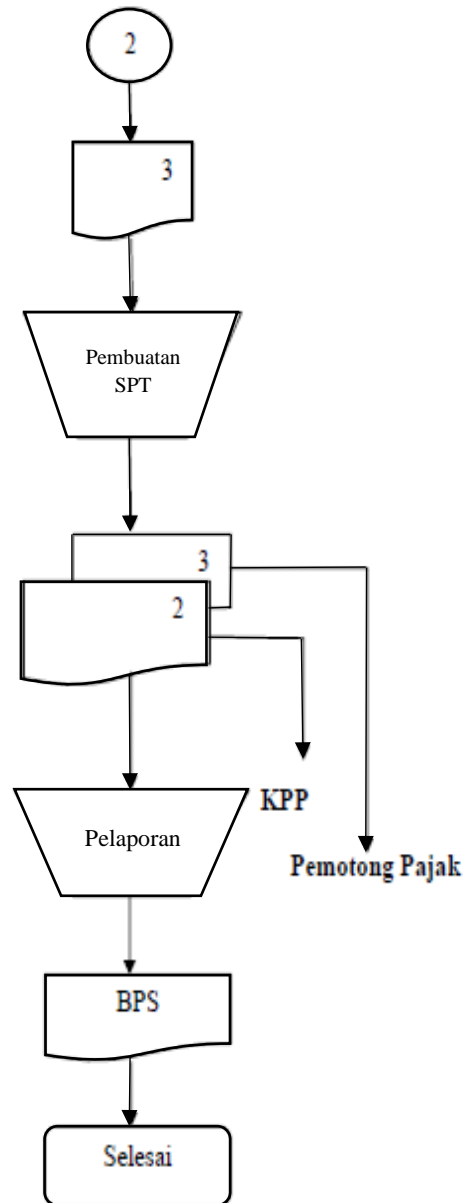 2
3
Pembuatan
SPT
3
2
KPP
Pelaporan
Pemotong Pajak
BPS
Selesai